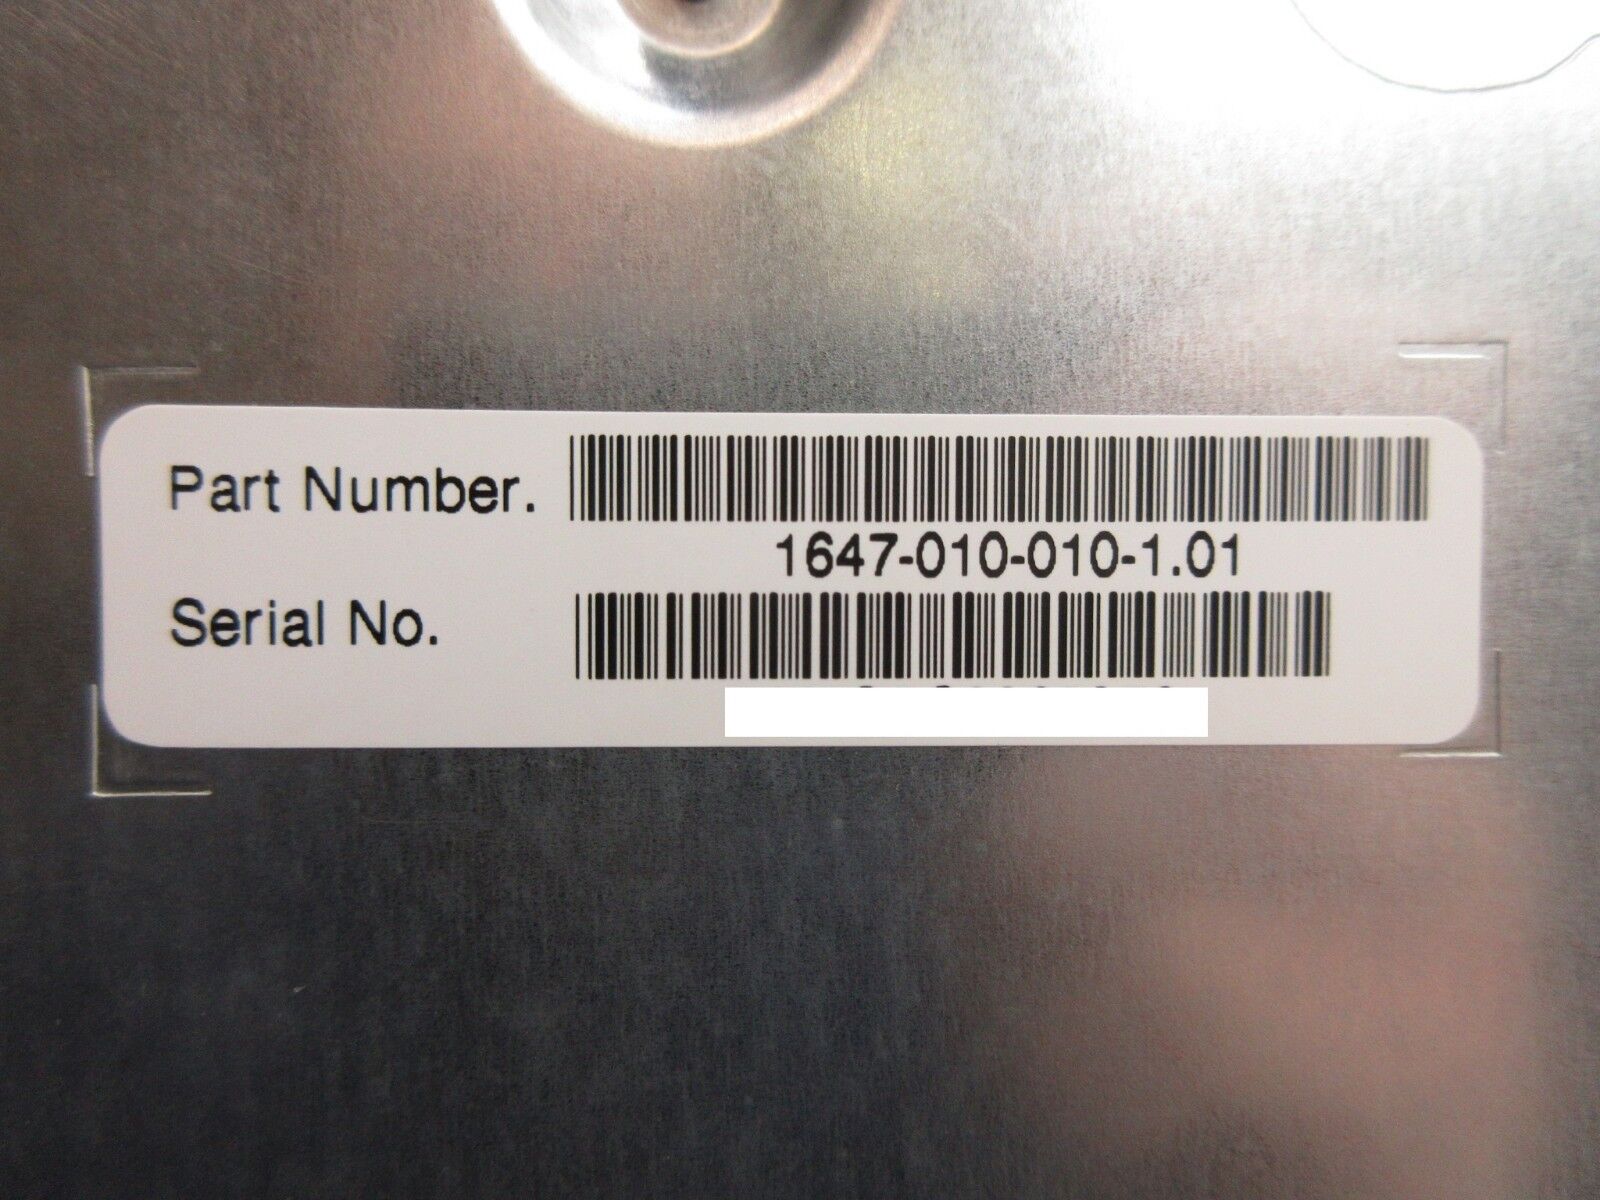 Part Number.
1647-010-010-1.01
Serial No.